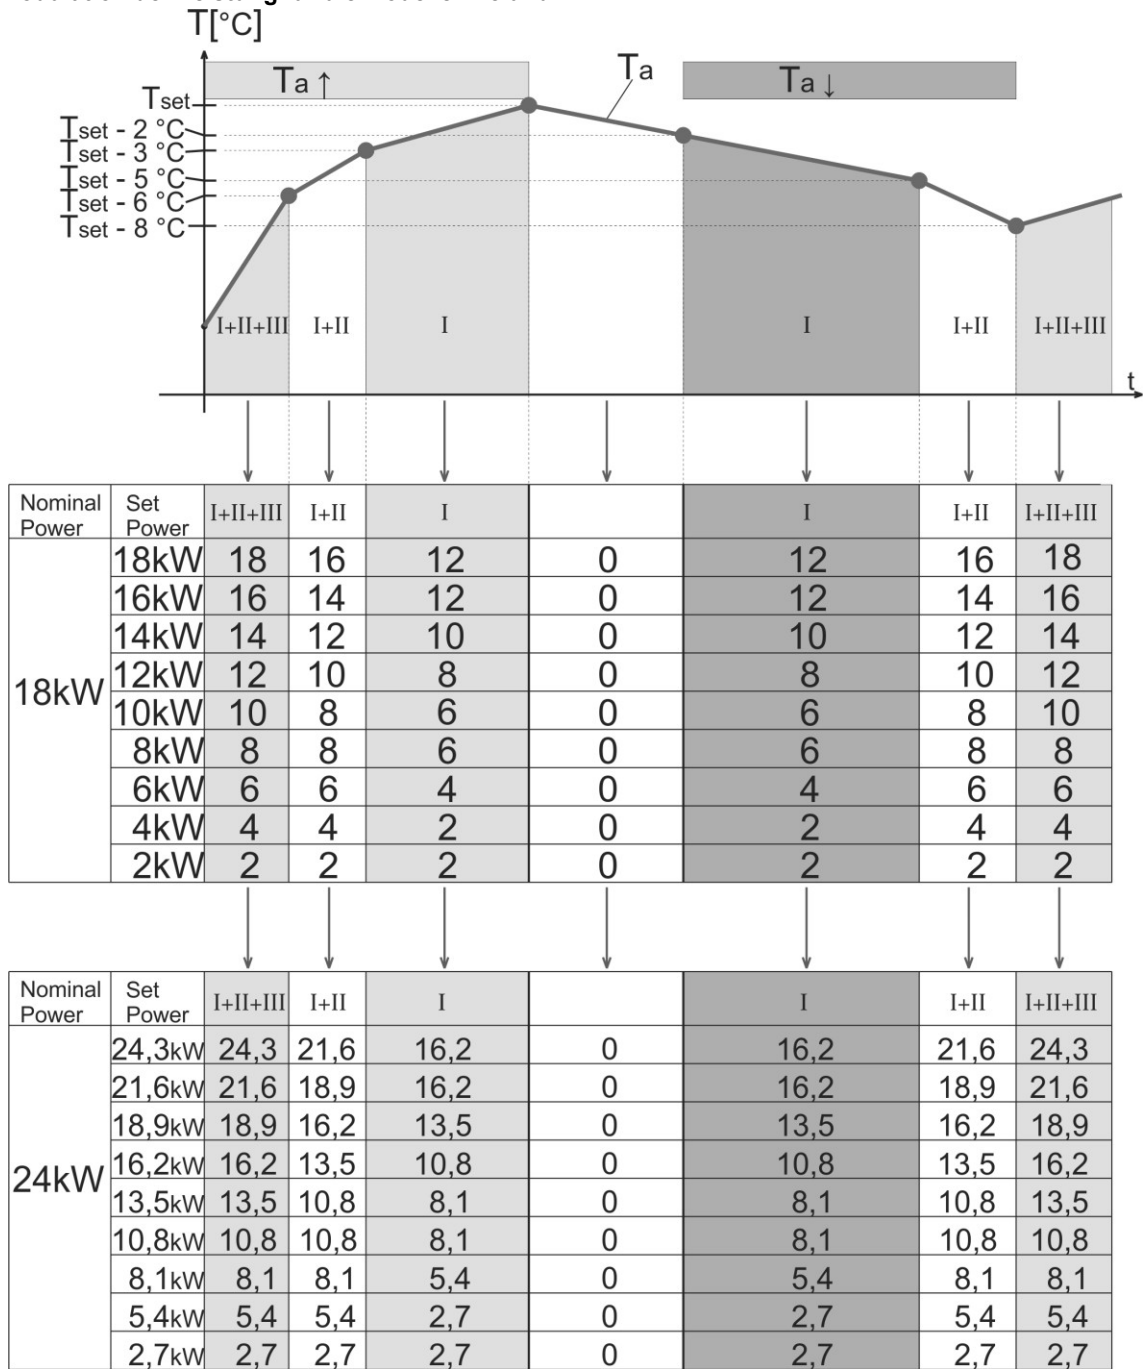 T[°C]
Ta ↑
Ta
Ta ↓
Tset
Tset - 2 °C
Tset - 3 °C
Tset - 5 °C
Tset - 6 °C
Tset - 8 °C
I+II+III I+II I I I+II I+II+III
t
Nominal Power Set Power I+II+III I+II I I I+II I+II+III
18kW
18kW 18 16 12 0 12 16 18
16kW 16 14 12 0 12 14 16
14kW 14 12 10 0 10 12 14
12kW 12 10 8 0 8 10 12
10kW 10 8 6 0 6 8 10
8kW 8 8 6 0 6 8 8
6kW 6 6 4 0 4 6 6
4kW 4 4 2 0 2 4 4
2kW 2 2 2 0 2 2 2
Nominal Power Set Power I+II+III I+II I I I+II I+II+III
24kW
24,3kW 24,3 21,6 16,2 0 16,2 21,6 24,3
21,6kW 21,6 18,9 16,2 0 16,2 18,9 21,6
18,9kW 18,9 16,2 13,5 0 13,5 16,2 18,9
16,2kW 16,2 13,5 10,8 0 10,8 13,5 16,2
13,5kW 13,5 10,8 8,1 0 8,1 10,8 13,5
10,8kW 10,8 10,8 8,1 0 8,1 10,8 10,8
8,1kW 8,1 8,1 5,4 0 5,4 8,1 8,1
5,4kW 5,4 5,4 2,7 0 2,7 5,4 5,4
2,7kW 2,7 2,7 2,7 0 2,7 2,7 2,7